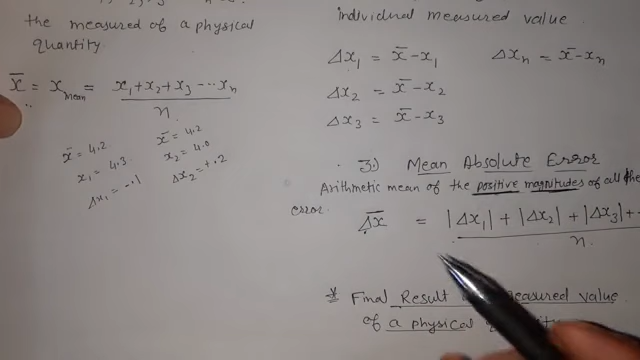 the measured of a physical
quantity.
x̄ = x_mean = x₁+x₂+x₃ ---- xₙ / n
x̄ = 4.2
x₁ = 4.3
Δx₁ = -.1
x̄ = 4.2
x₂ = 4.0
Δx₂ = +.2
individual measured value
Δx₁ = x̄-x₁
Δxₙ = x̄-xₙ
Δx₂ = x̄-x₂
Δx₃ = x̄-x₃
3:) Mean Absolute Error
Arithmetic mean of the positive magnitudes of all the
error.
Δx̄ = |Δx₁| + |Δx₂| + |Δx₃| + / n
* Final Result measured value
of a physical